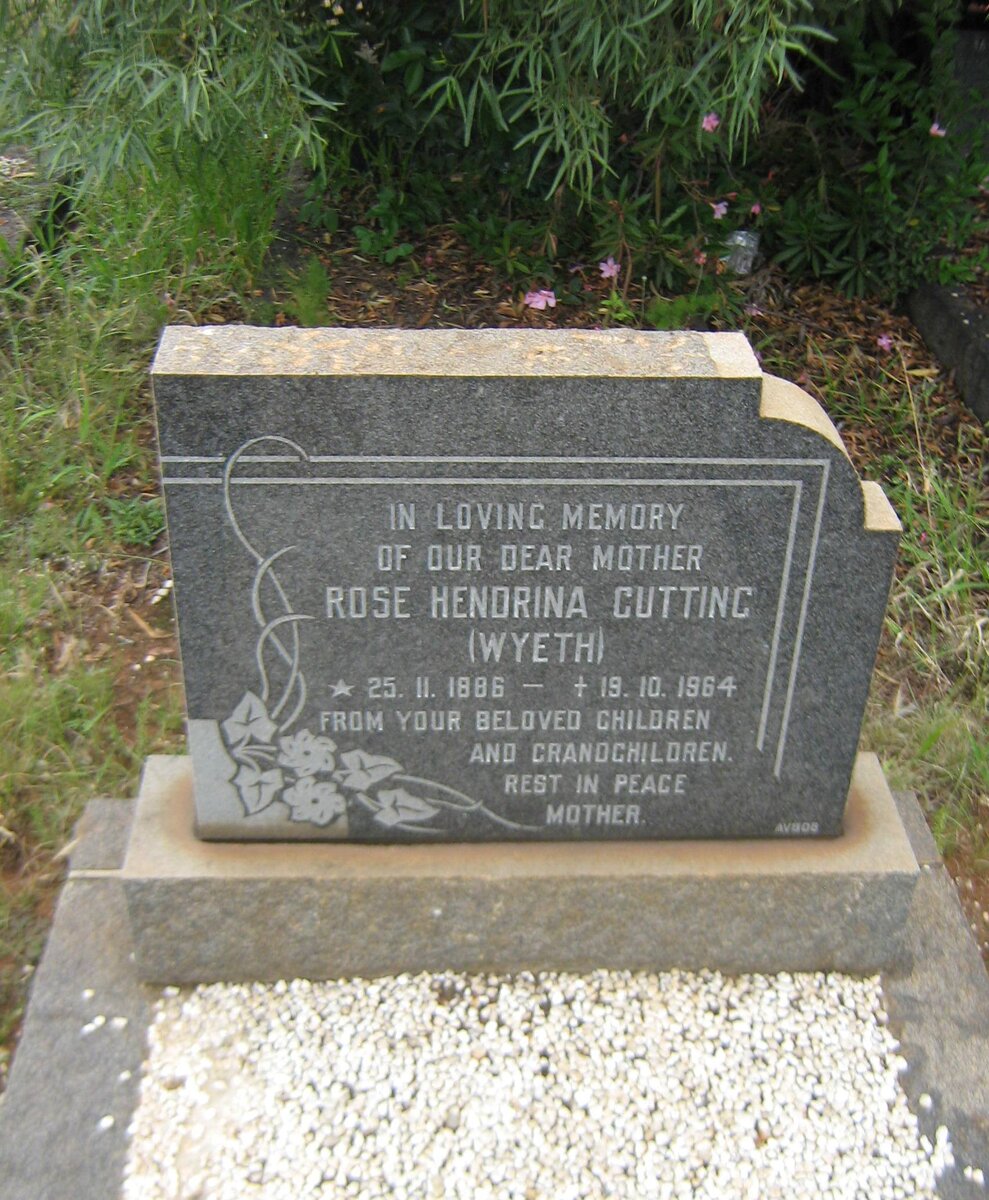 IN LOVING MEMORY
OF OUR DEAR MOTHER
ROSE HENDRINA CUTTING
(WYETH)
★ 25. 11. 1886 — ✝ 19. 10. 1964
FROM YOUR BELOVED CHILDREN
AND GRANDCHILDREN.
REST IN PEACE
MOTHER.
AVBOB